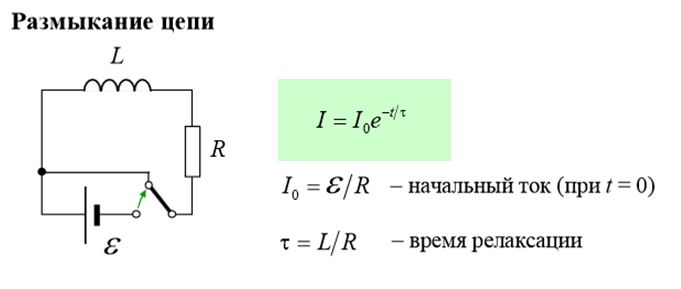 Размыкание цепи
L
I = I₀e^(−t/τ)
R
I₀ = ℰ/R – начальный ток (при t = 0)
τ = L/R – время релаксации
ℰ